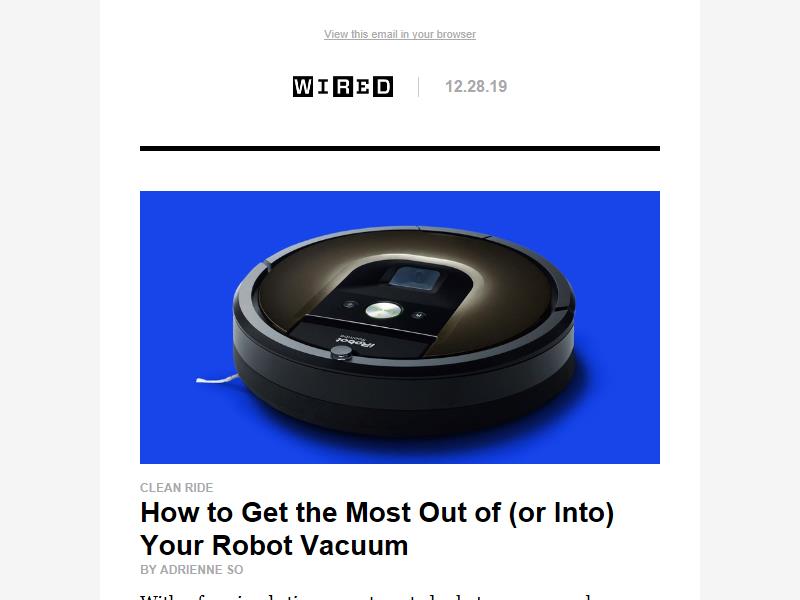 View this email in your browser
WIRED
12.28.19
iRobot
CLEAN RIDE
How to Get the Most Out of (or Into)
Your Robot Vacuum
BY ADRIENNE SO